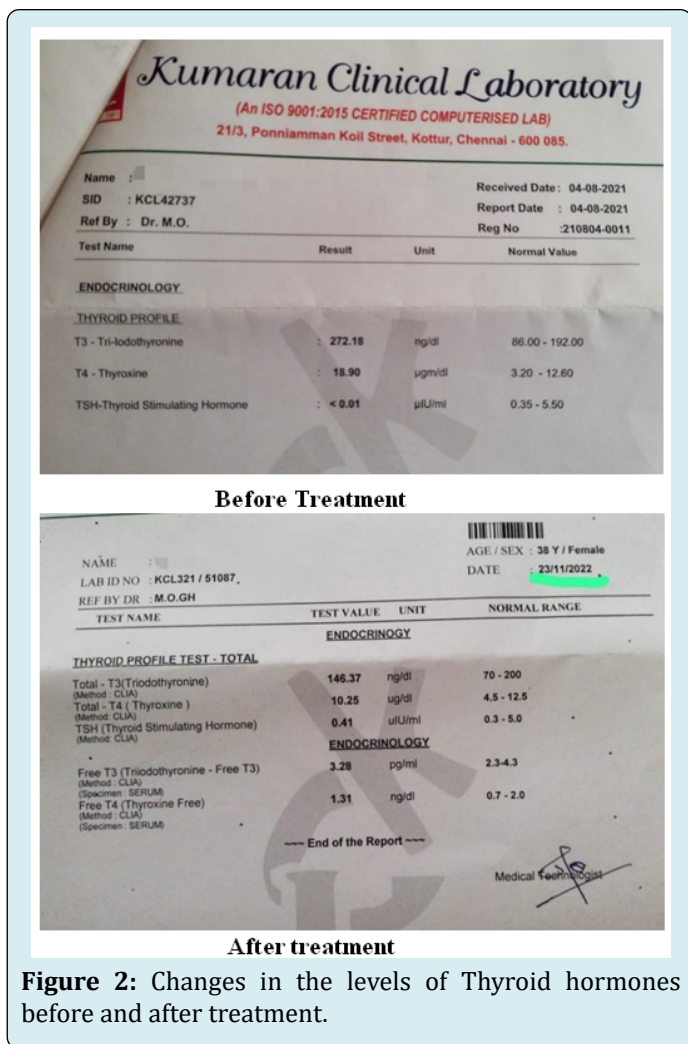 Kumaran Clinical Laboratory
(An ISO 9001:2015 CERTIFIED COMPUTERISED LAB)
21/3, Ponniamman Koil Street, Kottur, Chennai - 600 085.
Name :
Received Date : 04-08-2021
SID : KCL42737
Report Date : 04-08-2021
Ref By : Dr. M.O.
Reg No :210804-0011
Test Name Result Unit Normal Value
ENDOCRINOLOGY
THYROID PROFILE
T3 - Tri-Iodothyronine : 272.18 ng/dl 86.00 - 192.00
T4 - Thyroxine : 18.90 µgm/dl 3.20 - 12.60
TSH-Thyroid Stimulating Hormone : < 0.01 µIU/ml 0.35 - 5.50
Before Treatment
AGE / SEX : 38 Y / Female
NAME :
DATE : 23/11/2022
LAB ID NO : KCL321 / 51087
REF BY DR : M.O.GH
TEST NAME TEST VALUE UNIT NORMAL RANGE
ENDOCRINOGY
THYROID PROFILE TEST - TOTAL
Total - T3(Triodothyronine) 146.37 ng/dl 70 - 200
(Method: CLIA)
Total - T4 ( Thyroxine ) 10.25 ug/dl 4.5 - 12.5
(Method: CLIA)
TSH (Thyroid Stimulating Hormone) 0.41 uIU/ml 0.3 - 5.0
(Method: CLIA)
ENDOCRINOLOGY
Free T3 (Triiodothyronine - Free T3) 3.28 pg/ml 2.3-4.3
(Method : CLIA)
(Specimen : SERUM)
Free T4 (Thyroxine Free) 1.31 ng/dl 0.7 - 2.0
(Method : CLIA)
(Specimen : SERUM)
~~~ End of the Report ~~~
Medical Technologist
After treatment
Figure 2: Changes in the levels of Thyroid hormones
before and after treatment.